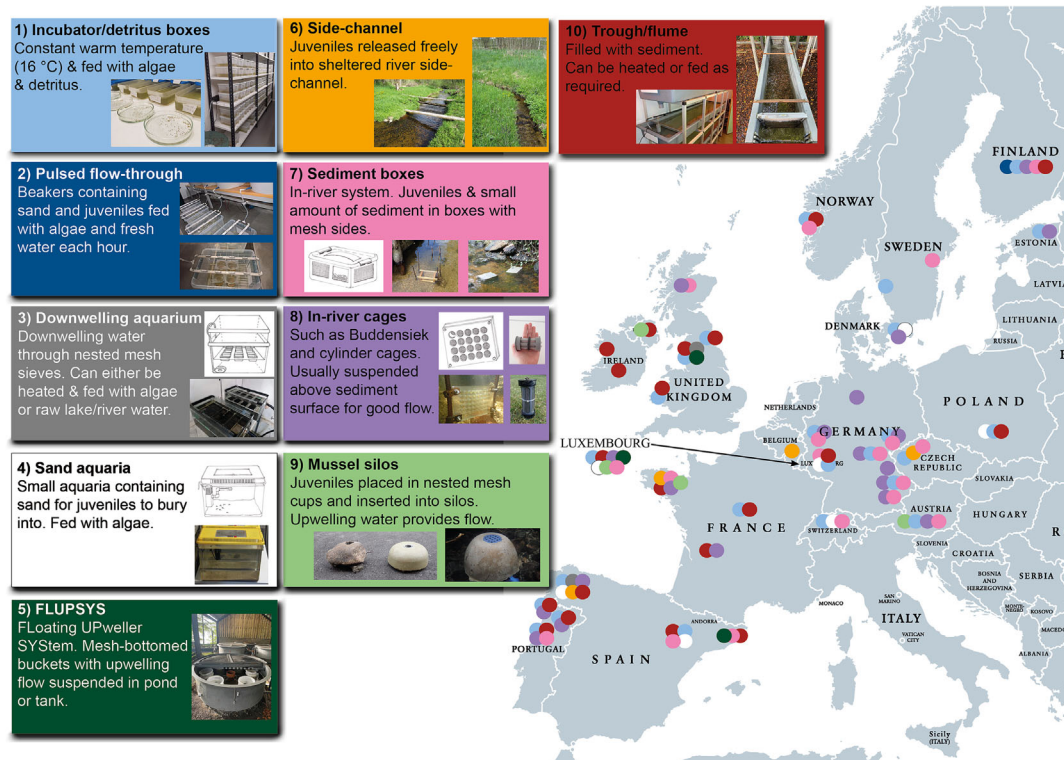 1) Incubator/detritus boxes
Constant warm temperature
(16 °C) & fed with algae
& detritus.
2) Pulsed flow-through
Beakers containing
sand and juveniles fed
with algae and fresh
water each hour.
3) Downwelling aquarium
Downwelling water
through nested mesh
sieves. Can either be
heated & fed with algae
or raw lake/river water.
4) Sand aquaria
Small aquaria containing
sand for juveniles to bury
into. Fed with algae.
5) FLUPSYS
FLoating UPweller
SYStem. Mesh-bottomed
buckets with upwelling
flow suspended in pond
or tank.
6) Side-channel
Juveniles released freely
into sheltered river side-
channel.
7) Sediment boxes
In-river system. Juveniles & small
amount of sediment in boxes with
mesh sides.
8) In-river cages
Such as Buddensiek
and cylinder cages.
Usually suspended
above sediment
surface for good flow.
9) Mussel silos
Juveniles placed in nested mesh
cups and inserted into silos.
Upwelling water provides flow.
10) Trough/flume
Filled with sediment.
Can be heated or fed as
required.
FINLAND
NORWAY
SWEDEN
ESTONIA
LATVI
DENMARK
LITHUANIA
RUSSIA
IRELAND
UNITED
KINGDOM
NETHERLANDS
POLAND
GERMANY
LUXEMBOURG
BELGIUM
LUX
RG
CZECH
REPUBLIC
SLOVAKIA
AUSTRIA
HUNGARY
FRANCE
SWITZERLAND
SLOVENIA
R
CROATIA
BOSNIA
AND
HERZEGOVINA
SERBIA
SAN
MARINO
MONACO
MONTE-
NEGRO
KOSOVO
ITALY
ANDORRA
MACED
VATICAN
CITY
PORTUGAL
SPAIN
ALBANIA
Sicily
(ITALY)